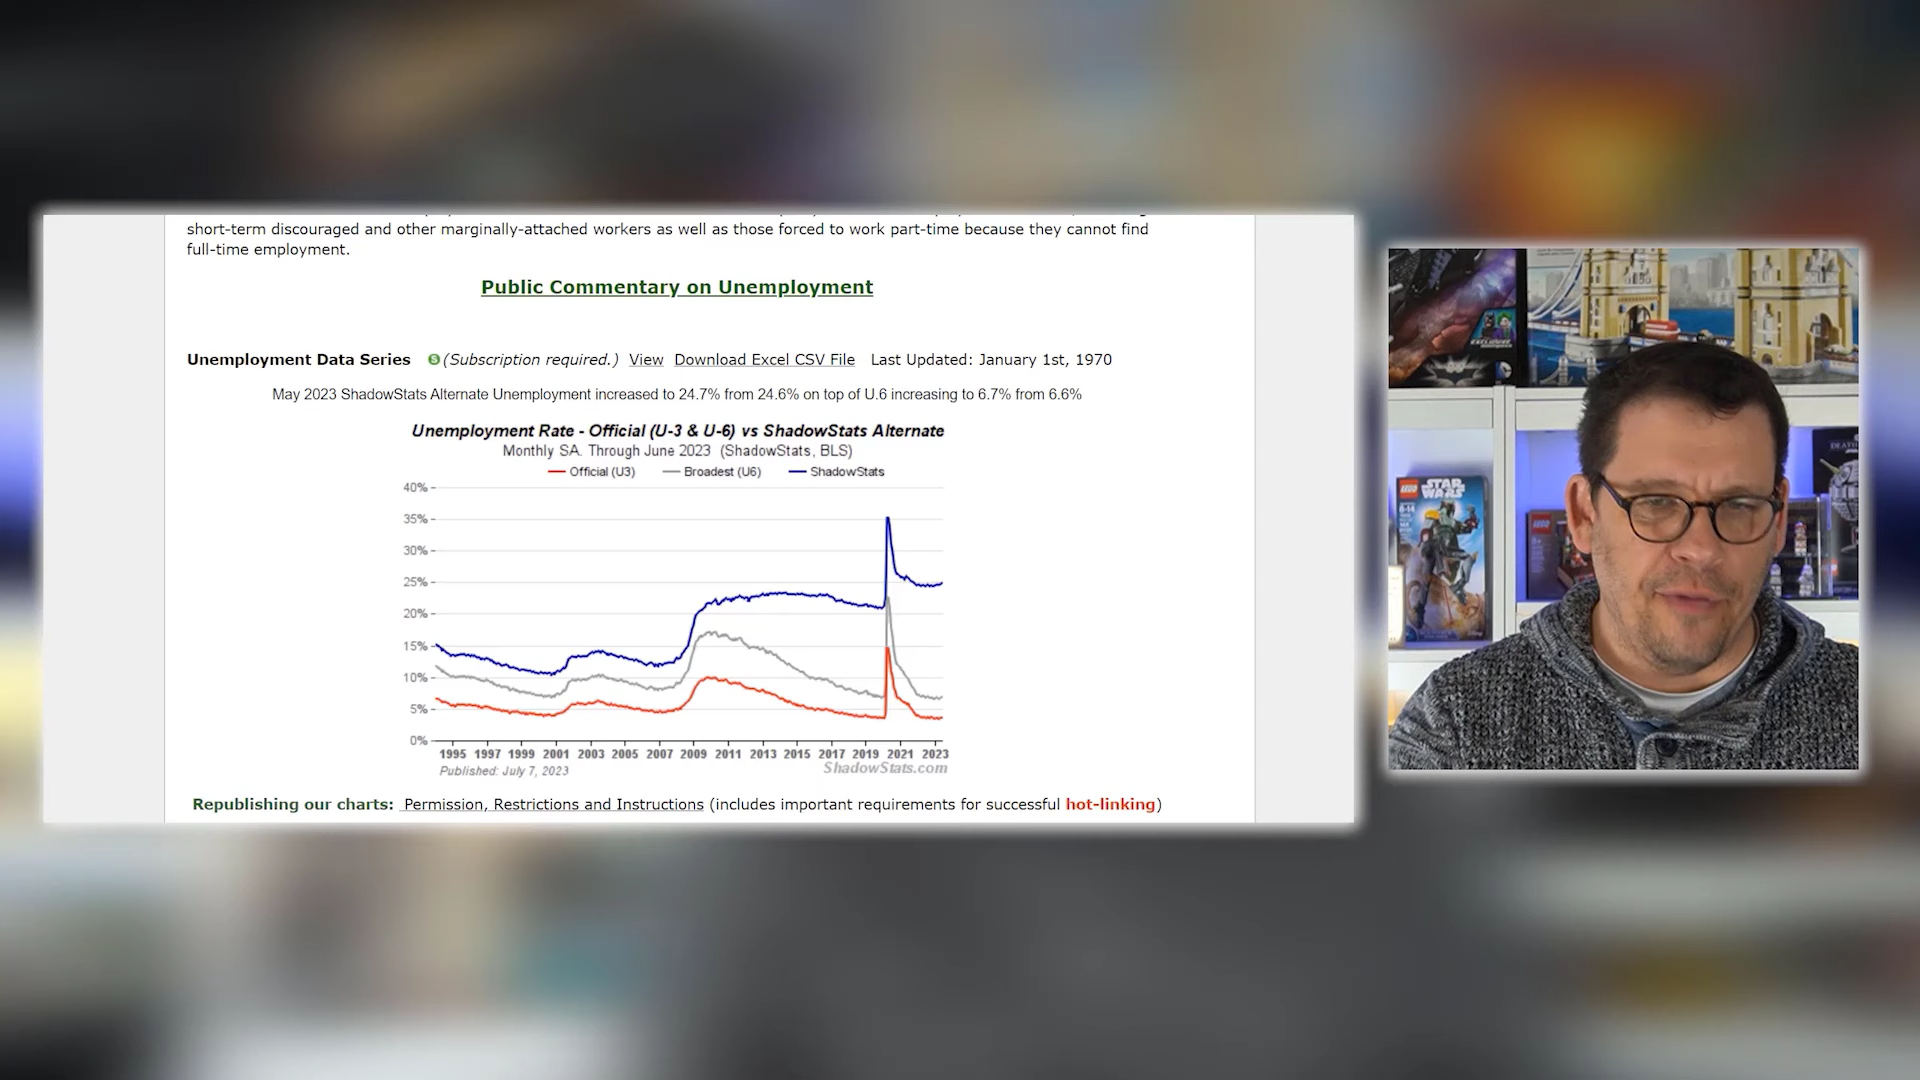 short-term discouraged and other marginally-attached workers as well as those forced to work part-time because they cannot find
full-time employment.
Public Commentary on Unemployment
Unemployment Data Series S (Subscription required.) View Download Excel CSV File Last Updated: January 1st, 1970
May 2023 ShadowStats Alternate Unemployment increased to 24.7% from 24.6% on top of U.6 increasing to 6.7% from 6.6%
Unemployment Rate - Official (U-3 & U-6) vs ShadowStats Alternate
Monthly SA. Through June 2023 (ShadowStats, BLS)
Official (U3) Broadest (U6) ShadowStats
40%
35%
30%
25%
20%
15%
10%
5%
0%
1995 1997 1999 2001 2003 2005 2007 2009 2011 2013 2015 2017 2019 2021 2023
Published: July 7, 2023
ShadowStats.com
Republishing our charts: Permission, Restrictions and Instructions (includes important requirements for successful hot-linking)
LEGO STAR
WARS
8-14
LEGO
DEATH